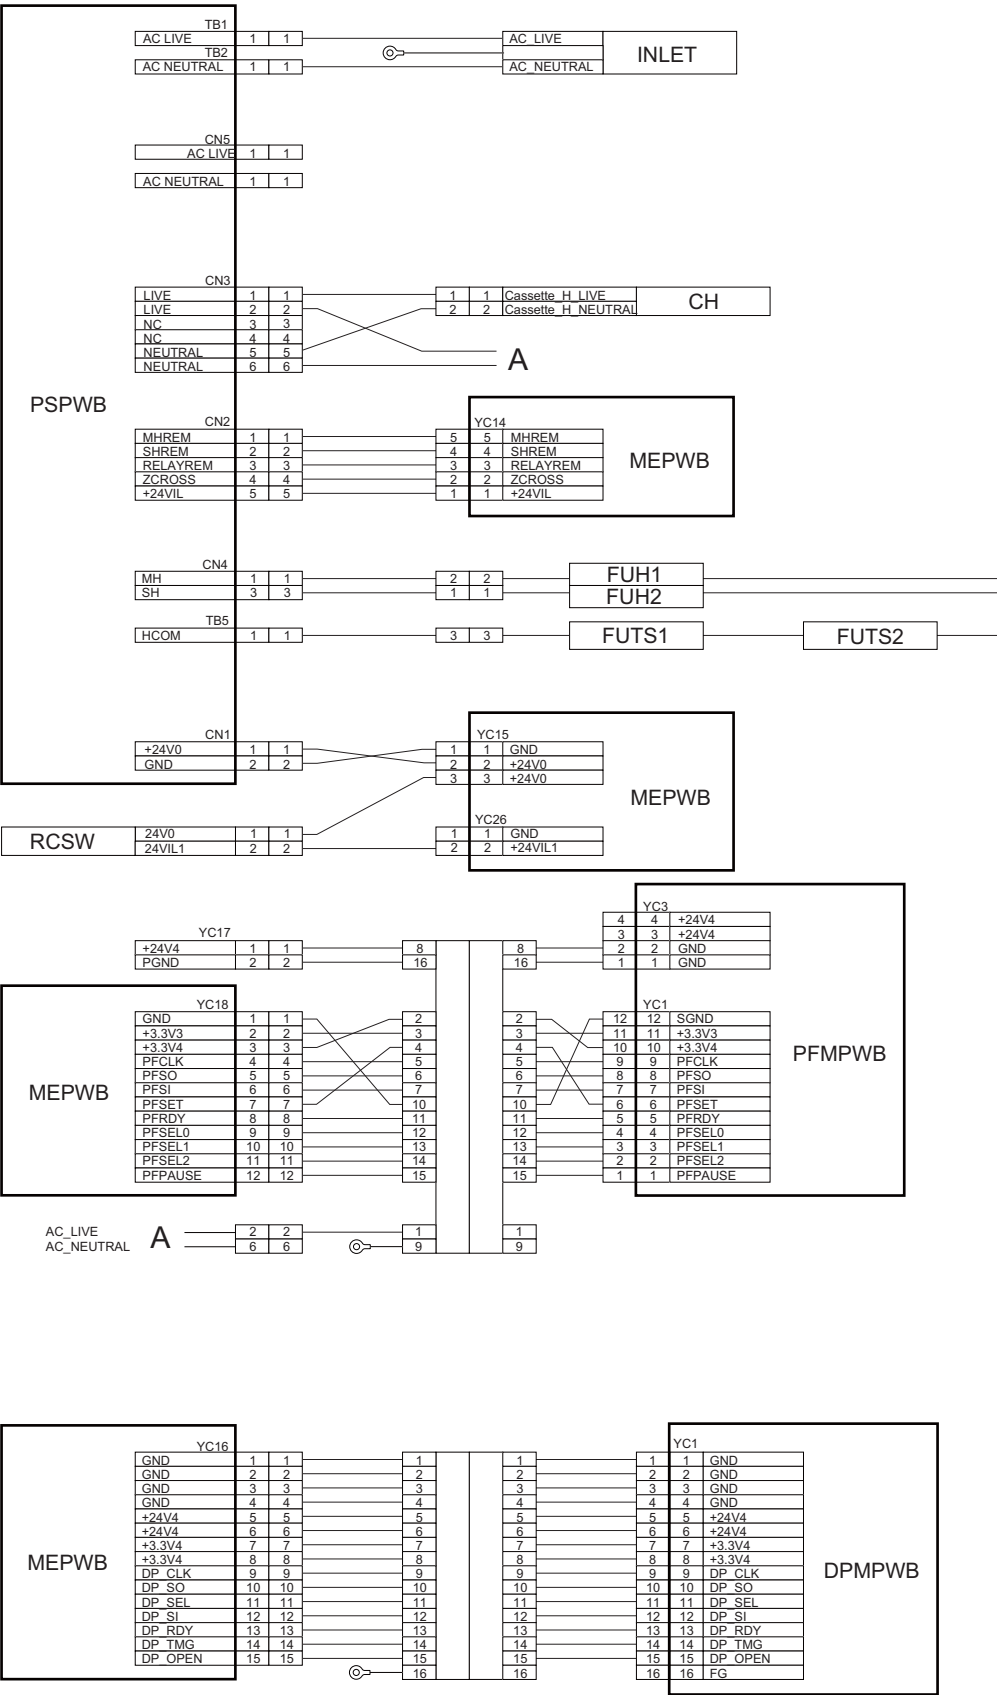 TB1
AC LIVE 1 1 AC_LIVE
TB2 INLET
AC NEUTRAL 1 1 AC_NEUTRAL
CN5
AC LIVE 1 1
AC NEUTRAL 1 1
CN3
LIVE 1 1 1 1 Cassette_H_LIVE CH
LIVE 2 2 2 2 Cassette_H_NEUTRAL
NC 3 3
NC 4 4
NEUTRAL 5 5 A
NEUTRAL 6 6
PSPWB
CN2 YC14
MHREM 1 1 5 5 MHREM
SHREM 2 2 4 4 SHREM
RELAYREM 3 3 3 3 RELAYREM MEPWB
ZCROSS 4 4 2 2 ZCROSS
+24VIL 5 5 1 1 +24VIL
CN4
MH 1 1 2 2 FUH1
SH 3 3 1 1 FUH2
TB5
HCOM 1 1 3 3 FUTS1 FUTS2
CN1 YC15
+24V0 1 1 1 1 GND
GND 2 2 2 2 +24V0
3 3 +24V0
MEPWB
YC26
RCSW 24V0 1 1 1 1 GND
24VIL1 2 2 2 2 +24VIL1
YC3
4 4 +24V4
YC17 3 3 +24V4
+24V4 1 1 8 8 2 2 GND
PGND 2 2 16 16 1 1 GND
YC18 YC1
GND 1 1 2 2 12 12 SGND
+3.3V3 2 2 3 3 11 11 +3.3V3
+3.3V4 3 3 4 4 10 10 +3.3V4
PFMPWB
PFCLK 4 4 5 5 9 9 PFCLK
PFSO 5 5 6 6 8 8 PFSO
PFSI 6 6 7 7 7 7 PFSI
MEPWB
PFSET 7 7 10 10 6 6 PFSET
PFRDY 8 8 11 11 5 5 PFRDY
PFSEL0 9 9 12 12 4 4 PFSEL0
PFSEL1 10 10 13 13 3 3 PFSEL1
PFSEL2 11 11 14 14 2 2 PFSEL2
PFPAUSE 12 12 15 15 1 1 PFPAUSE
AC_LIVE 2 2 1 1
A
AC_NEUTRAL 6 6 9 9
YC16 YC1
GND 1 1 1 1 1 1 GND
GND 2 2 2 2 2 2 GND
GND 3 3 3 3 3 3 GND
GND 4 4 4 4 4 4 GND
+24V4 5 5 5 5 5 5 +24V4
+24V4 6 6 6 6 6 6 +24V4
+3.3V4 7 7 7 7 7 7 +3.3V4
+3.3V4 8 8 8 8 8 8 +3.3V4
MEPWB DPMPWB
DP_CLK 9 9 9 9 9 9 DP_CLK
DP_SO 10 10 10 10 10 10 DP_SO
DP_SEL 11 11 11 11 11 11 DP_SEL
DP_SI 12 12 12 12 12 12 DP_SI
DP_RDY 13 13 13 13 13 13 DP_RDY
DP_TMG 14 14 14 14 14 14 DP_TMG
DP_OPEN 15 15 15 15 15 15 DP_OPEN
16 16 16 16 FG